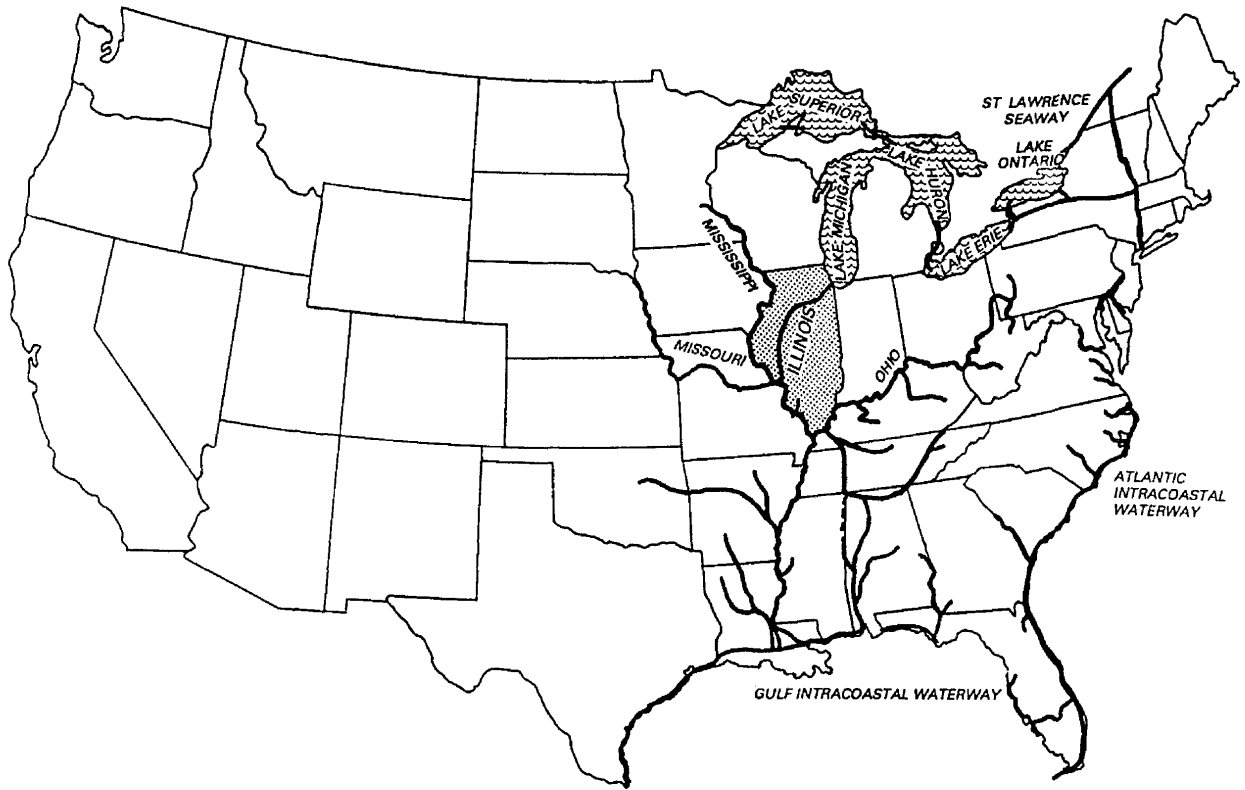 ST LAWRENCE
SEAWAY
LAKE SUPERIOR
LAKE
ONTARIO
LAKE HURON
LAKE MICHIGAN
LAKE ERIE
MISSISSIPPI
ILLINOIS
MISSOURI
OHIO
ATLANTIC
INTRACOASTAL
WATERWAY
GULF INTRACOASTAL WATERWAY